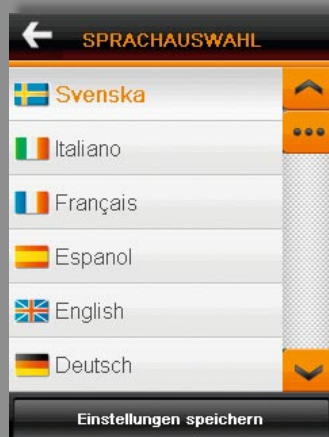 SPRACHAUSWAHL
Svenska
Italiano
Français
Espanol
English
Deutsch
Einstellungen speichern